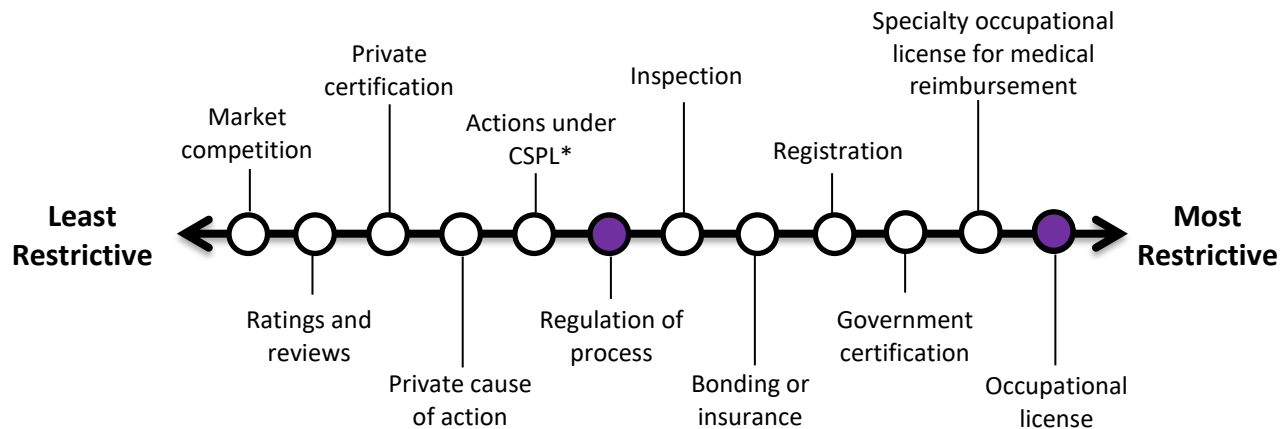 Specialty occupational
license for medical
reimbursement
Private
certification
Inspection
Market
competition
Actions under
CSPL*
Registration
Least
Restrictive
Most
Restrictive
Ratings and
reviews
Regulation of
process
Government
certification
Private cause
of action
Bonding or
insurance
Occupational
license